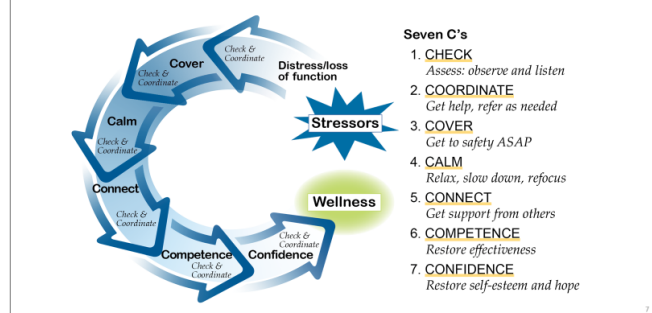 Check &
Coordinate
Distress/loss
of function
Cover
Check &
Coordinate
Calm
Check &
Coordinate
Connect
Check &
Coordinate
Competence
Check &
Coordinate
Confidence
Check &
Coordinate
Stressors
Wellness
Seven C's
1. CHECK
Assess: observe and listen
2. COORDINATE
Get help, refer as needed
3. COVER
Get to safety ASAP
4. CALM
Relax, slow down, refocus
5. CONNECT
Get support from others
6. COMPETENCE
Restore effectiveness
7. CONFIDENCE
Restore self-esteem and hope
7